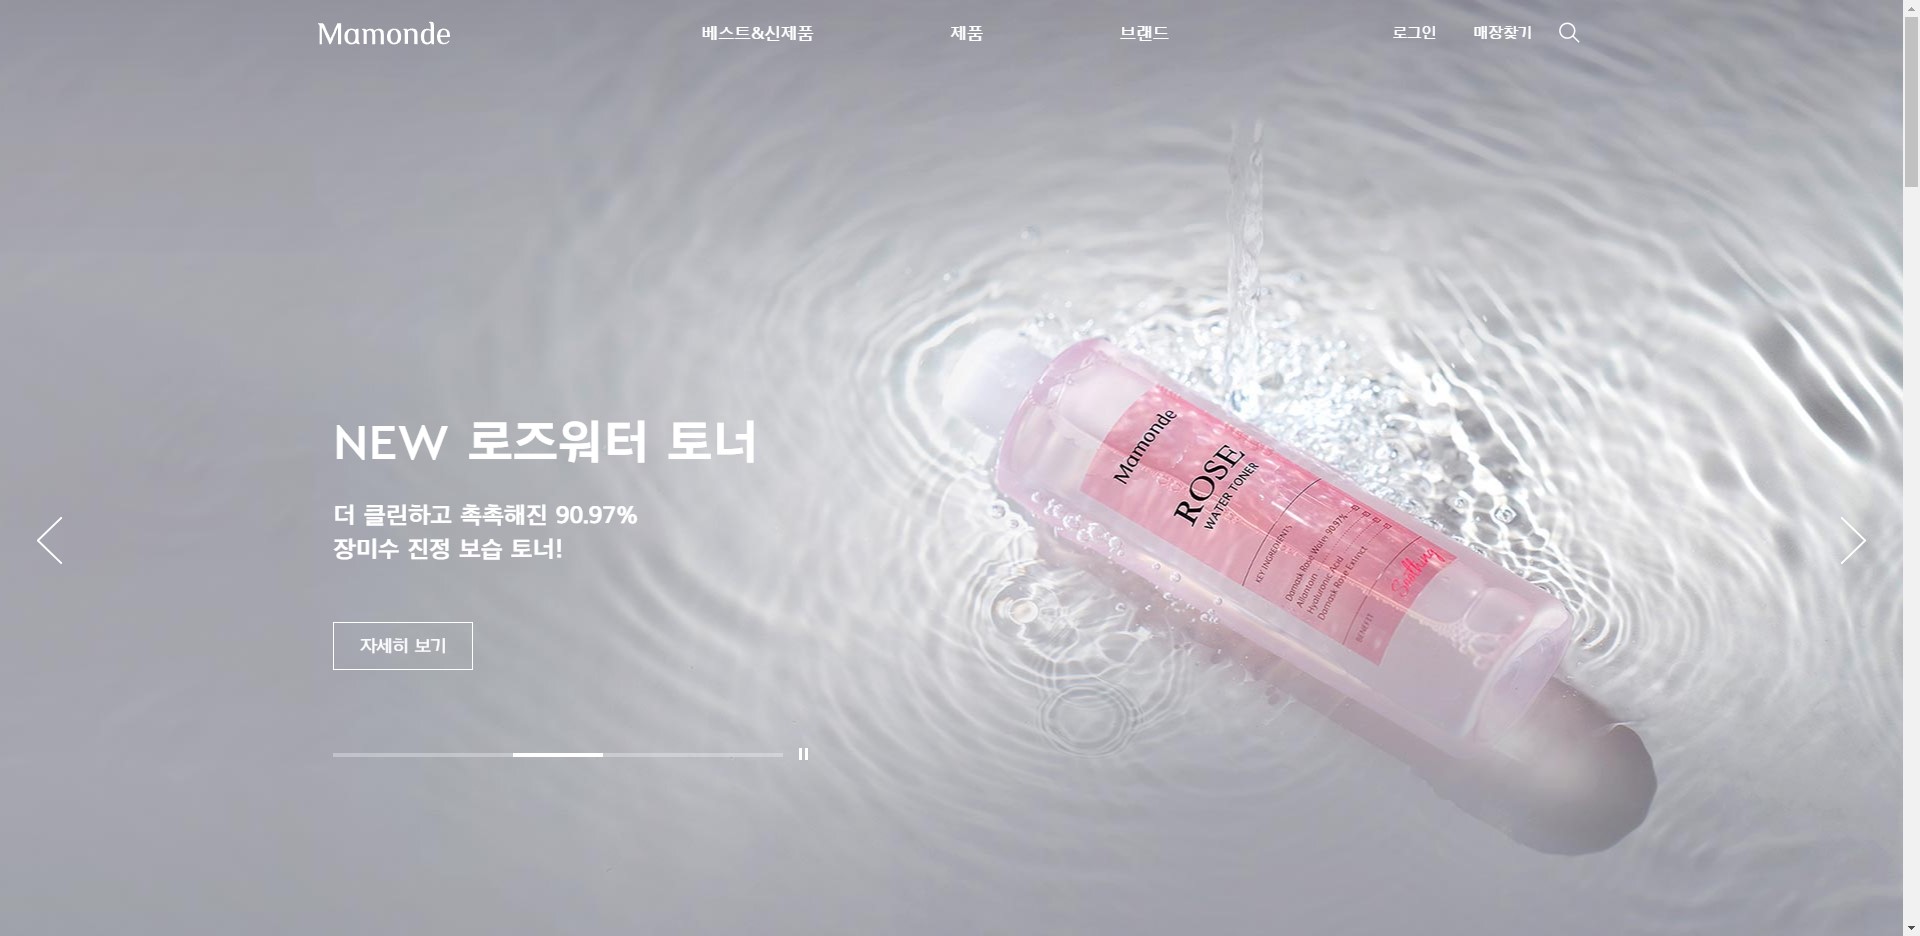 Mamonde
베스트&신제품
제품
브랜드
로그인
매장찾기
NEW 로즈워터 토너
더 클린하고 촉촉해진 90.97%
장미수 진정 보습 토너!
자세히 보기
Mamonde
ROSE
WATER TONER
KEY INGREDIENTS
Damask Rose Water 90.97%
Allantoin
Hyaluronic Acid
Damask Rose Extract
BENEFIT
Soothing